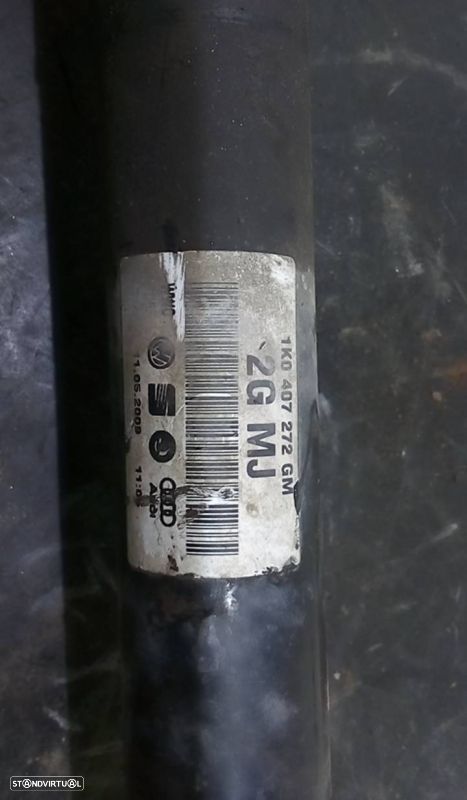 1K0 407 272 GM
2G MJ
11.05.2009 11:0
Audi
STANDVIRTUAL